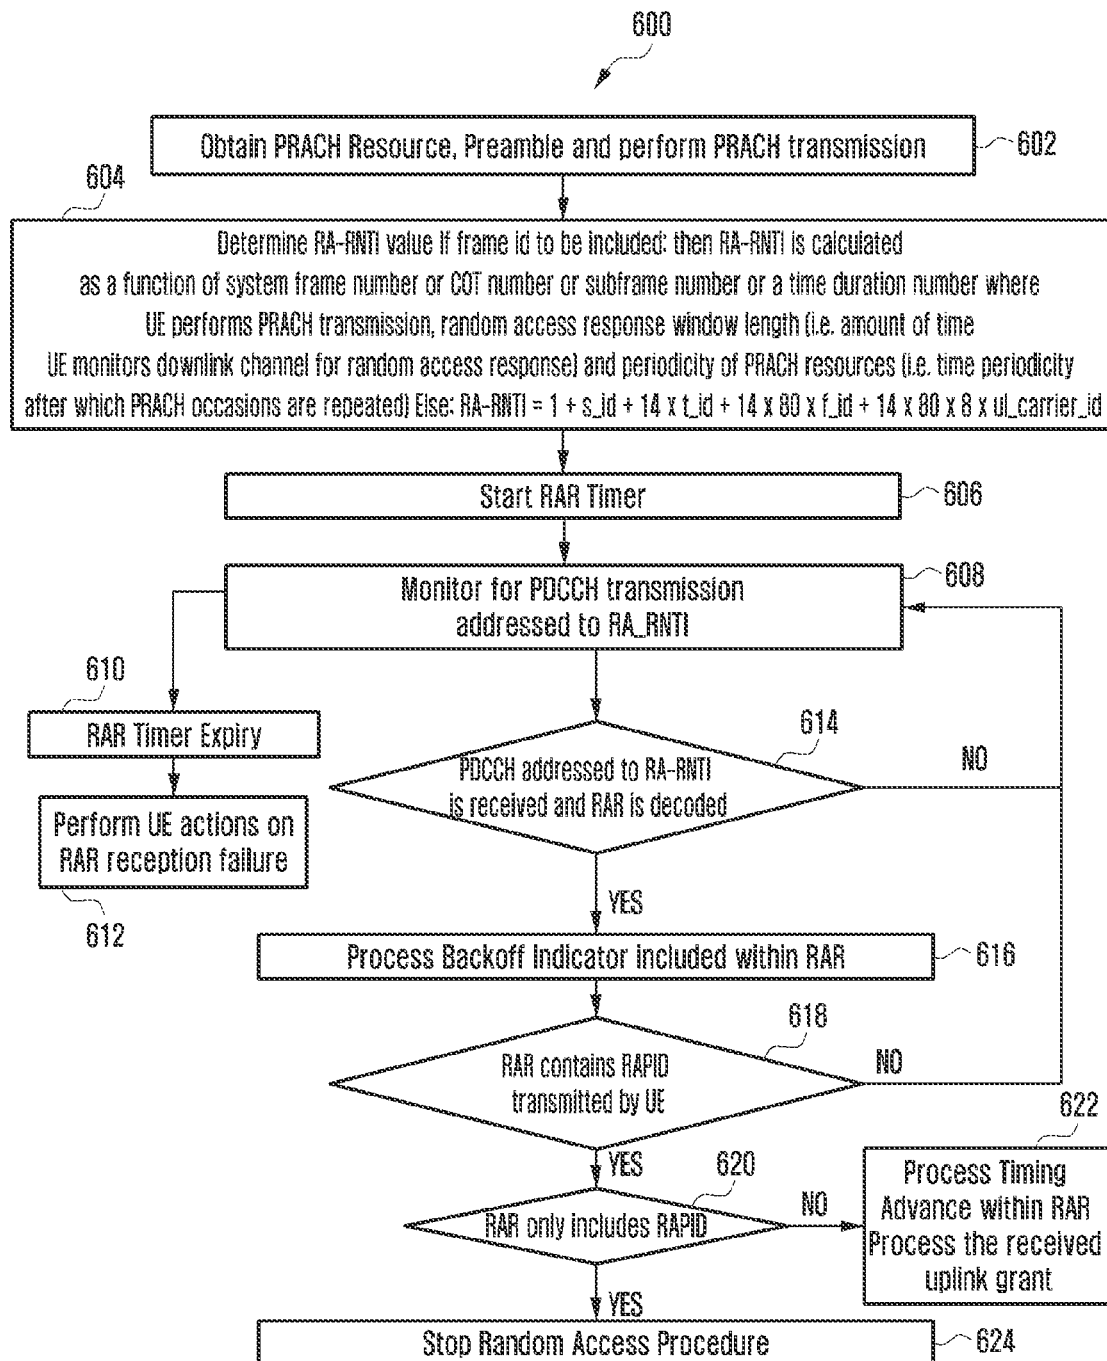 600
Obtain PRACH Resource, Preamble and perform PRACH transmission
602
604
Determine RA-RNTI value if frame id to be included: then RA-RNTI is calculated
as a function of system frame number or COT number or subframe number or a time duration number where
UE performs PRACH transmission, random access response window length (i.e. amount of time
UE monitors downlink channel for random access response) and periodicity of PRACH resources (i.e. time periodicity
after which PRACH occasions are repeated) Else: RA-RNTI = 1 + s_id + 14 x t_id + 14 x 80 x f_id + 14 x 80 x 8 x ul_carrier_id
Start RAR Timer
606
Monitor for PDCCH transmission
addressed to RA_RNTI
608
610
RAR Timer Expiry
Perform UE actions on
RAR reception failure
612
614
PDCCH addressed to RA-RNTI
is received and RAR is decoded
NO
YES
Process Backoff Indicator included within RAR
616
618
RAR contains RAPID
transmitted by UE
NO
YES
620
RAR only includes RAPID
NO
622
Process Timing
Advance within RAR
Process the received
uplink grant
YES
Stop Random Access Procedure
624